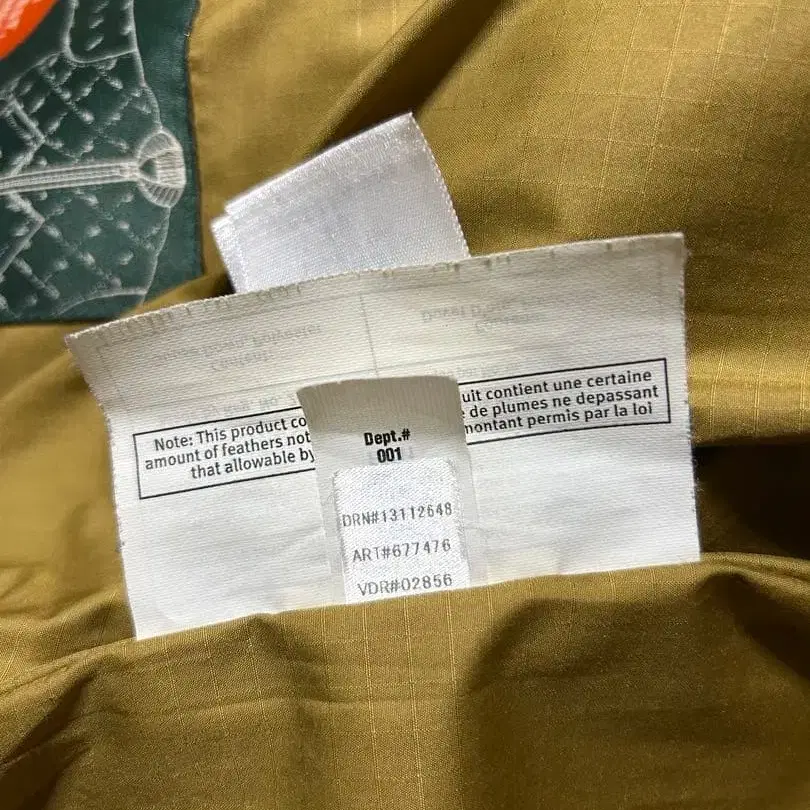 Note: This product co
amount of feathers not
that allowable by
uit contient une certaine
de plumes ne depassant
montant permis par la loi
Dept.#
001
DRN#13112648
ART#677476
VDR#02856